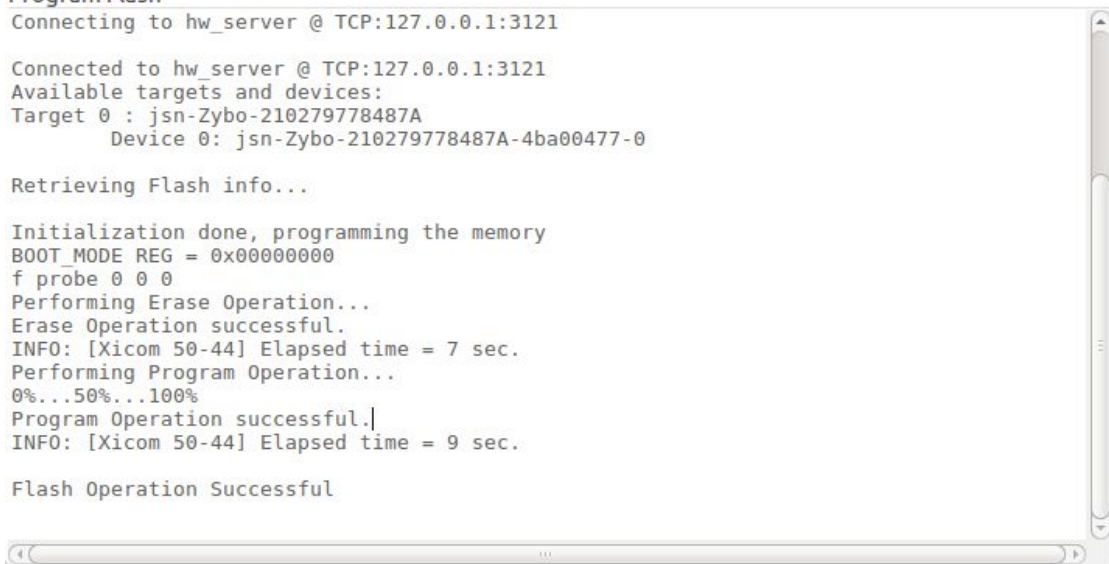 Connecting to hw_server @ TCP:127.0.0.1:3121
Connected to hw_server @ TCP:127.0.0.1:3121
Available targets and devices:
Target 0 : jsn-Zybo-210279778487A
Device 0: jsn-Zybo-210279778487A-4ba00477-0
Retrieving Flash info...
Initialization done, programming the memory
BOOT_MODE REG = 0x00000000
f probe 0 0 0
Performing Erase Operation...
Erase Operation successful.
INFO: [Xicom 50-44] Elapsed time = 7 sec.
Performing Program Operation...
0%...50%...100%
Program Operation successful.
INFO: [Xicom 50-44] Elapsed time = 9 sec.
Flash Operation Successful